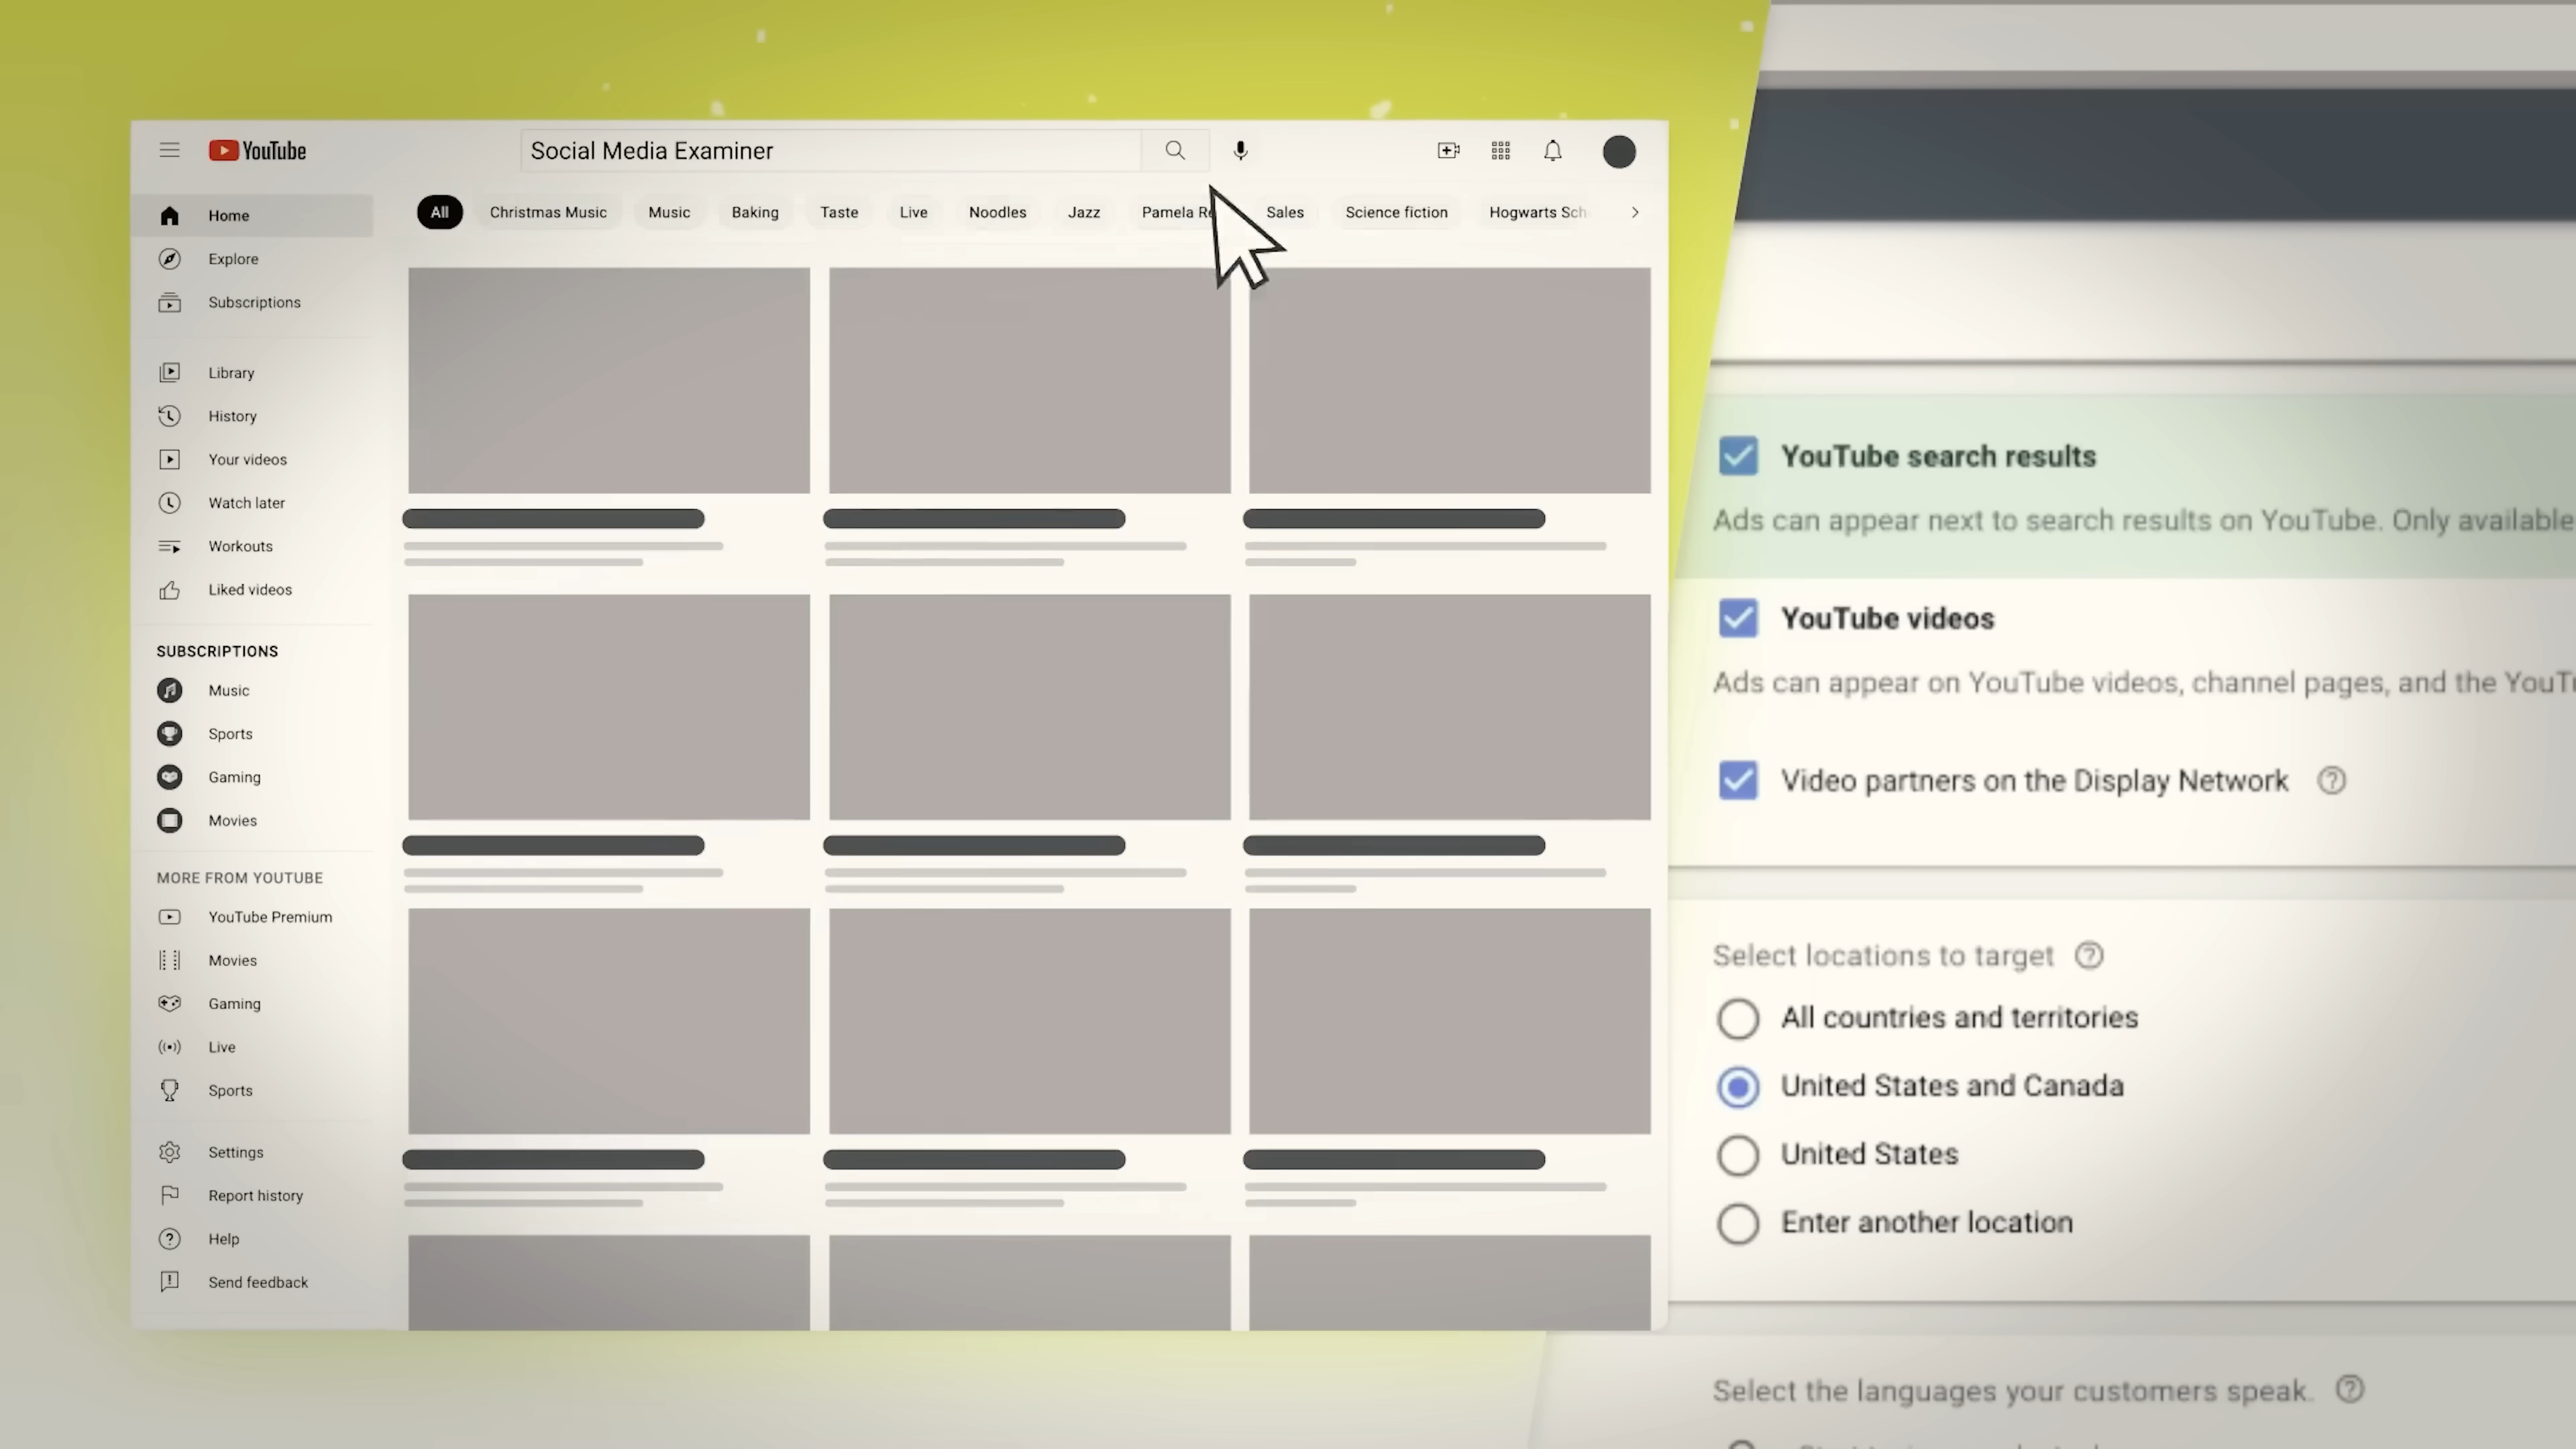 YouTube
Social Media Examiner
All
Christmas Music
Music
Baking
Taste
Live
Noodles
Jazz
Pamela
Sales
Science fiction
Hogwarts Sch
Home
Explore
Subscriptions
Library
History
Your videos
Watch later
Workouts
Liked videos
SUBSCRIPTIONS
Music
Sports
Gaming
Movies
MORE FROM YOUTUBE
YouTube Premium
Movies
Gaming
Live
Sports
Settings
Report history
Help
Send feedback
YouTube search results
Ads can appear next to search results on YouTube. Only available
YouTube videos
Ads can appear on YouTube videos, channel pages, and the
Video partners on the Display Network
Select locations to target
All countries and territories
United States and Canada
United States
Enter another location
Select the languages your customers speak.